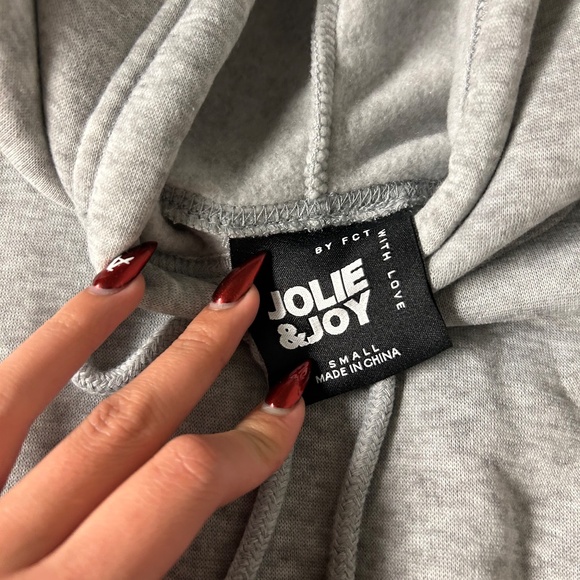 BY FCT
WITH LOVE
JOLIE
&JOY
SMALL
MADE IN CHINA